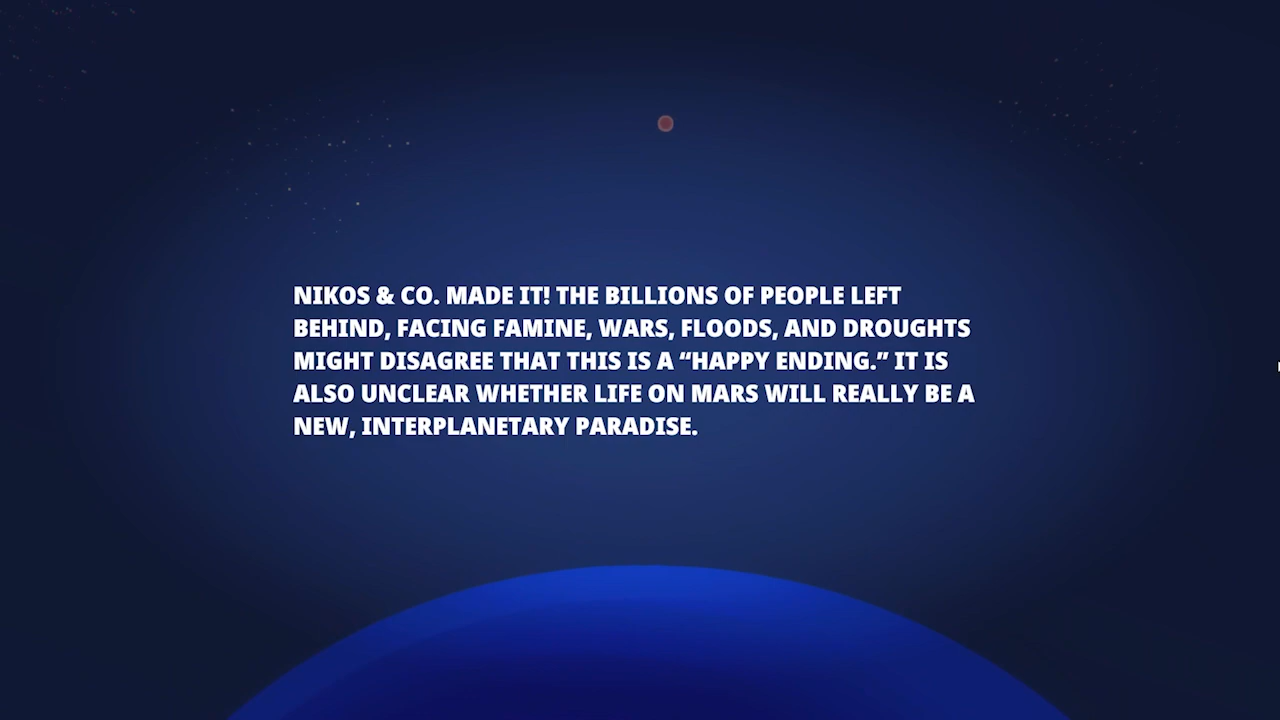 NIKOS & CO. MADE IT! THE BILLIONS OF PEOPLE LEFT
BEHIND, FACING FAMINE, WARS, FLOODS, AND DROUGHTS
MIGHT DISAGREE THAT THIS IS A “HAPPY ENDING.” IT IS
ALSO UNCLEAR WHETHER LIFE ON MARS WILL REALLY BE A
NEW, INTERPLANETARY PARADISE.